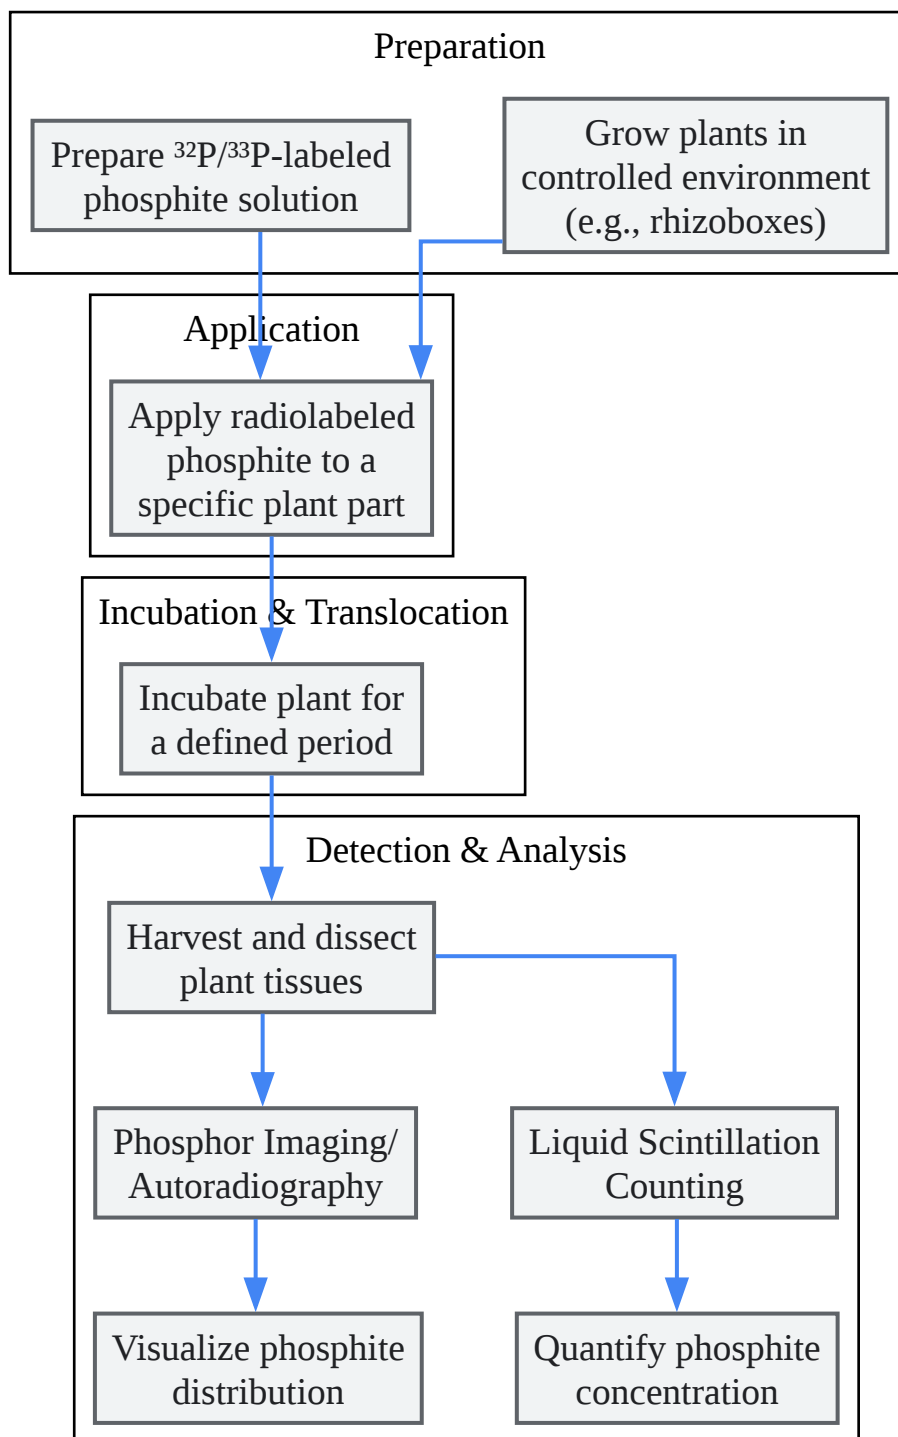 Preparation
Prepare ³²P/³³P-labeled
phosphite solution
Grow plants in
controlled environment
(e.g., rhizoboxes)
Application
Apply radiolabeled
phosphite to a
specific plant part
Incubation & Translocation
Incubate plant for
a defined period
Detection & Analysis
Harvest and dissect
plant tissues
Phosphor Imaging/
Autoradiography
Liquid Scintillation
Counting
Visualize phosphite
distribution
Quantify phosphite
concentration